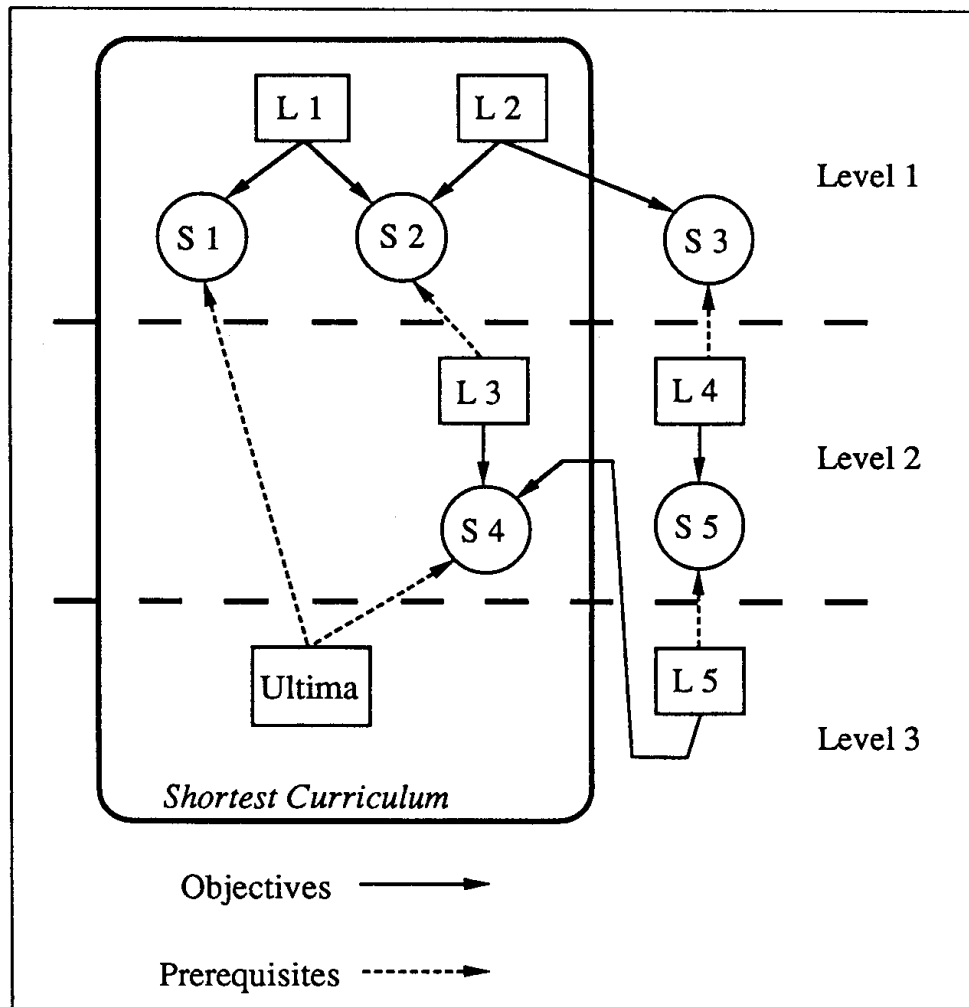 L 1
L 2
Level 1
S 1
S 2
S 3
L 3
L 4
Level 2
S 4
S 5
Ultima
L 5
Level 3
Shortest Curriculum
Objectives
Prerequisites